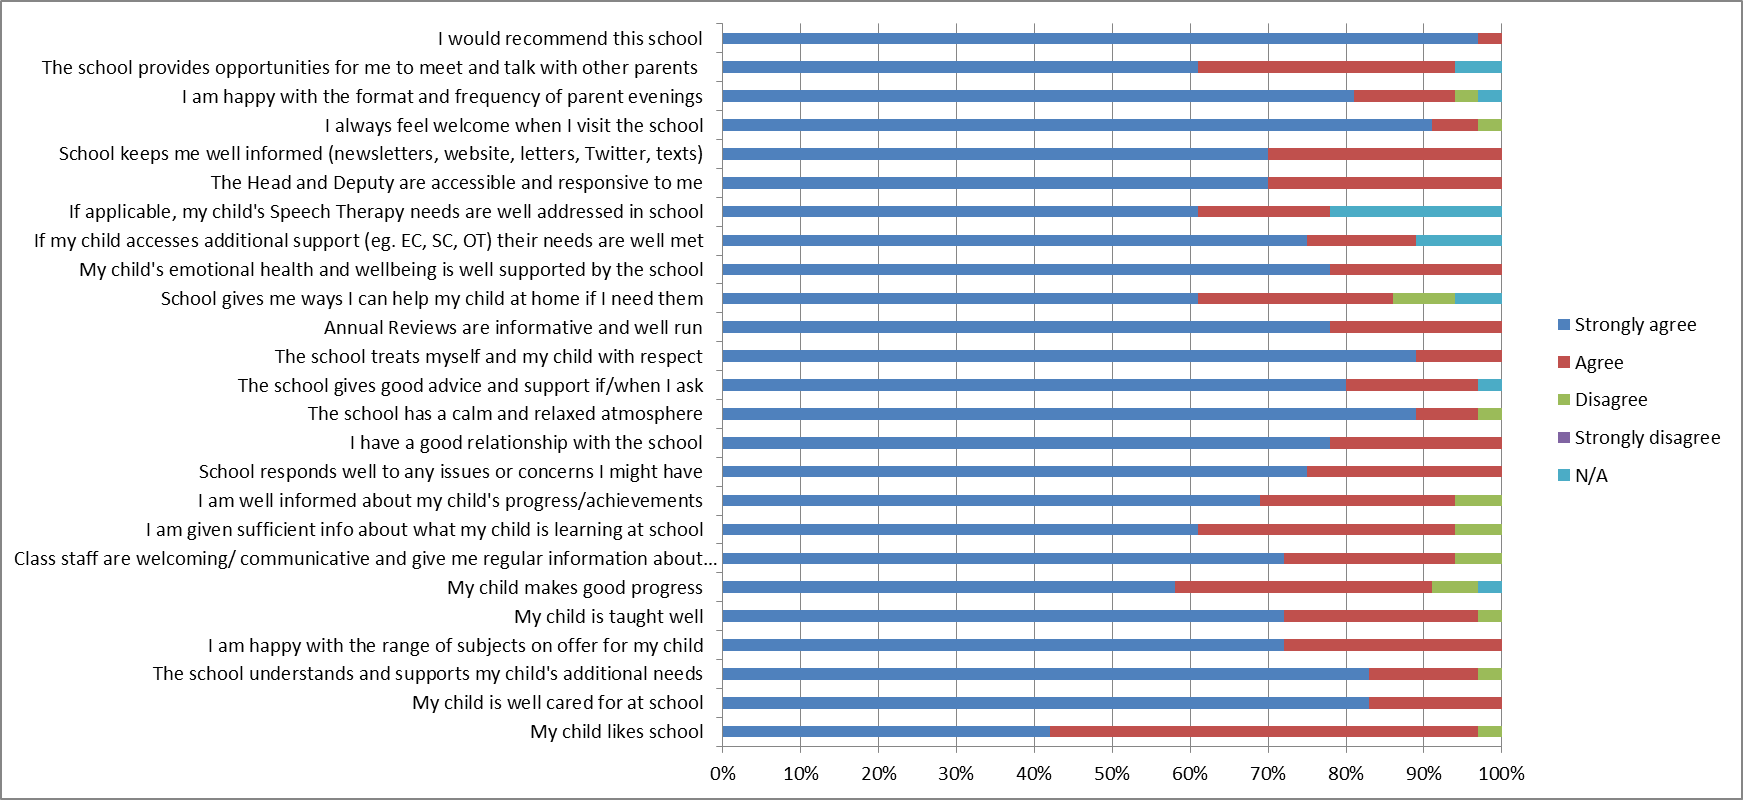 I would recommend this school
The school provides opportunities for me to meet and talk with other parents
I am happy with the format and frequency of parent evenings
I always feel welcome when I visit the school
School keeps me well informed (newsletters, website, letters, Twitter, texts)
The Head and Deputy are accessible and responsive to me
If applicable, my child's Speech Therapy needs are well addressed in school
If my child accesses additional support (eg. EC, SC, OT) their needs are well met
My child's emotional health and wellbeing is well supported by the school
School gives me ways I can help my child at home if I need them
Annual Reviews are informative and well run
The school treats myself and my child with respect
The school gives good advice and support if/when I ask
The school has a calm and relaxed atmosphere
I have a good relationship with the school
School responds well to any issues or concerns I might have
I am well informed about my child's progress/achievements
I am given sufficient info about what my child is learning at school
Class staff are welcoming/ communicative and give me regular information about...
My child makes good progress
My child is taught well
I am happy with the range of subjects on offer for my child
The school understands and supports my child's additional needs
My child is well cared for at school
My child likes school
0% 10% 20% 30% 40% 50% 60% 70% 80% 90% 100%
Strongly agree
Agree
Disagree
Strongly disagree
N/A